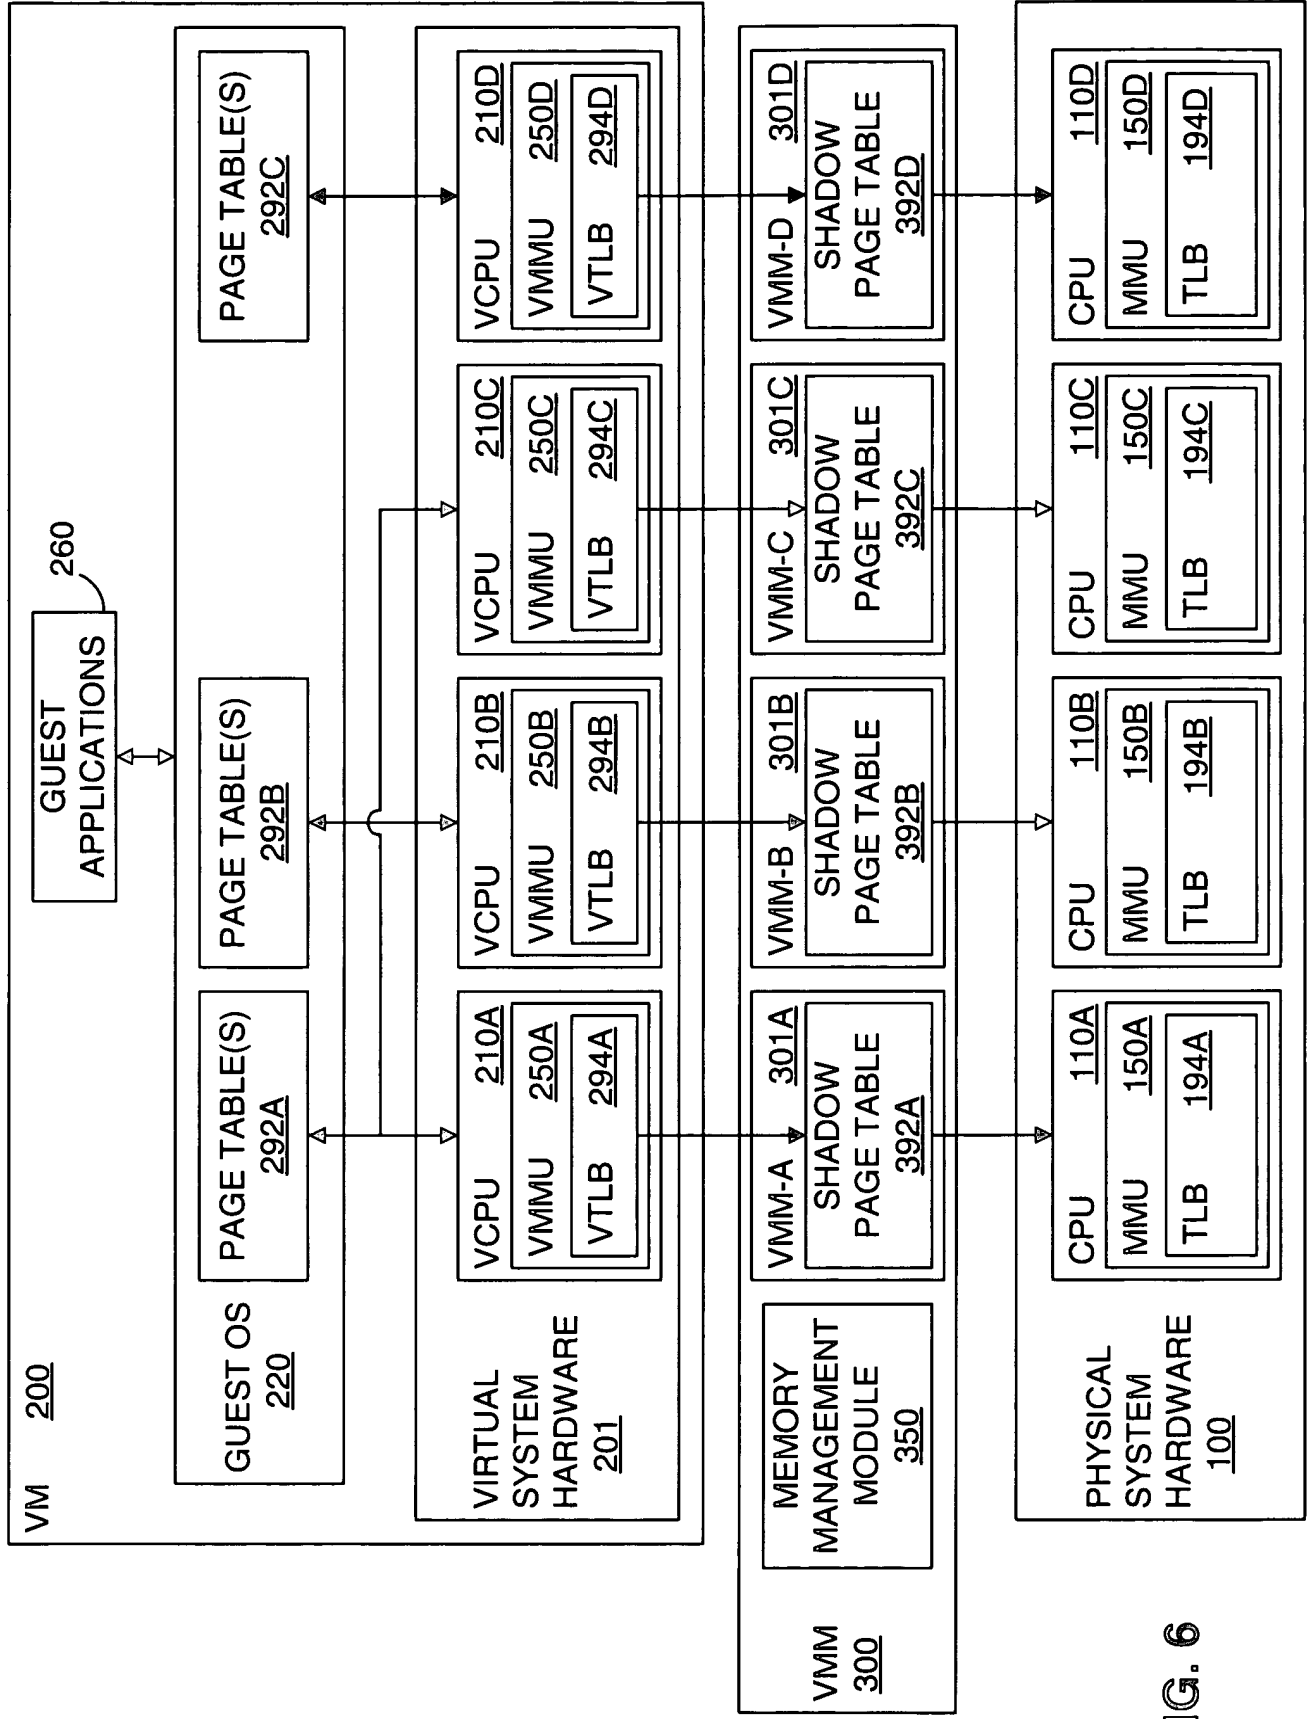 VM
200
GUEST
APPLICATIONS
260
GUEST OS
220
PAGE TABLE(S)
292A
PAGE TABLE(S)
292B
PAGE TABLE(S)
292C
VIRTUAL
SYSTEM
HARDWARE
201
VCPU 210A
VMMU 250A
VTLB 294A
VCPU 210B
VMMU 250B
VTLB 294B
VCPU 210C
VMMU 250C
VTLB 294C
VCPU 210D
VMMU 250D
VTLB 294D
VMM
300
MEMORY
MANAGEMENT
MODULE
350
VMM-A 301A
SHADOW
PAGE TABLE
392A
VMM-B 301B
SHADOW
PAGE TABLE
392B
VMM-C 301C
SHADOW
PAGE TABLE
392C
VMM-D 301D
SHADOW
PAGE TABLE
392D
PHYSICAL
SYSTEM
HARDWARE
100
CPU 110A
MMU 150A
TLB 194A
CPU 110B
MMU 150B
TLB 194B
CPU 110C
MMU 150C
TLB 194C
CPU 110D
MMU 150D
TLB 194D
IG. 6